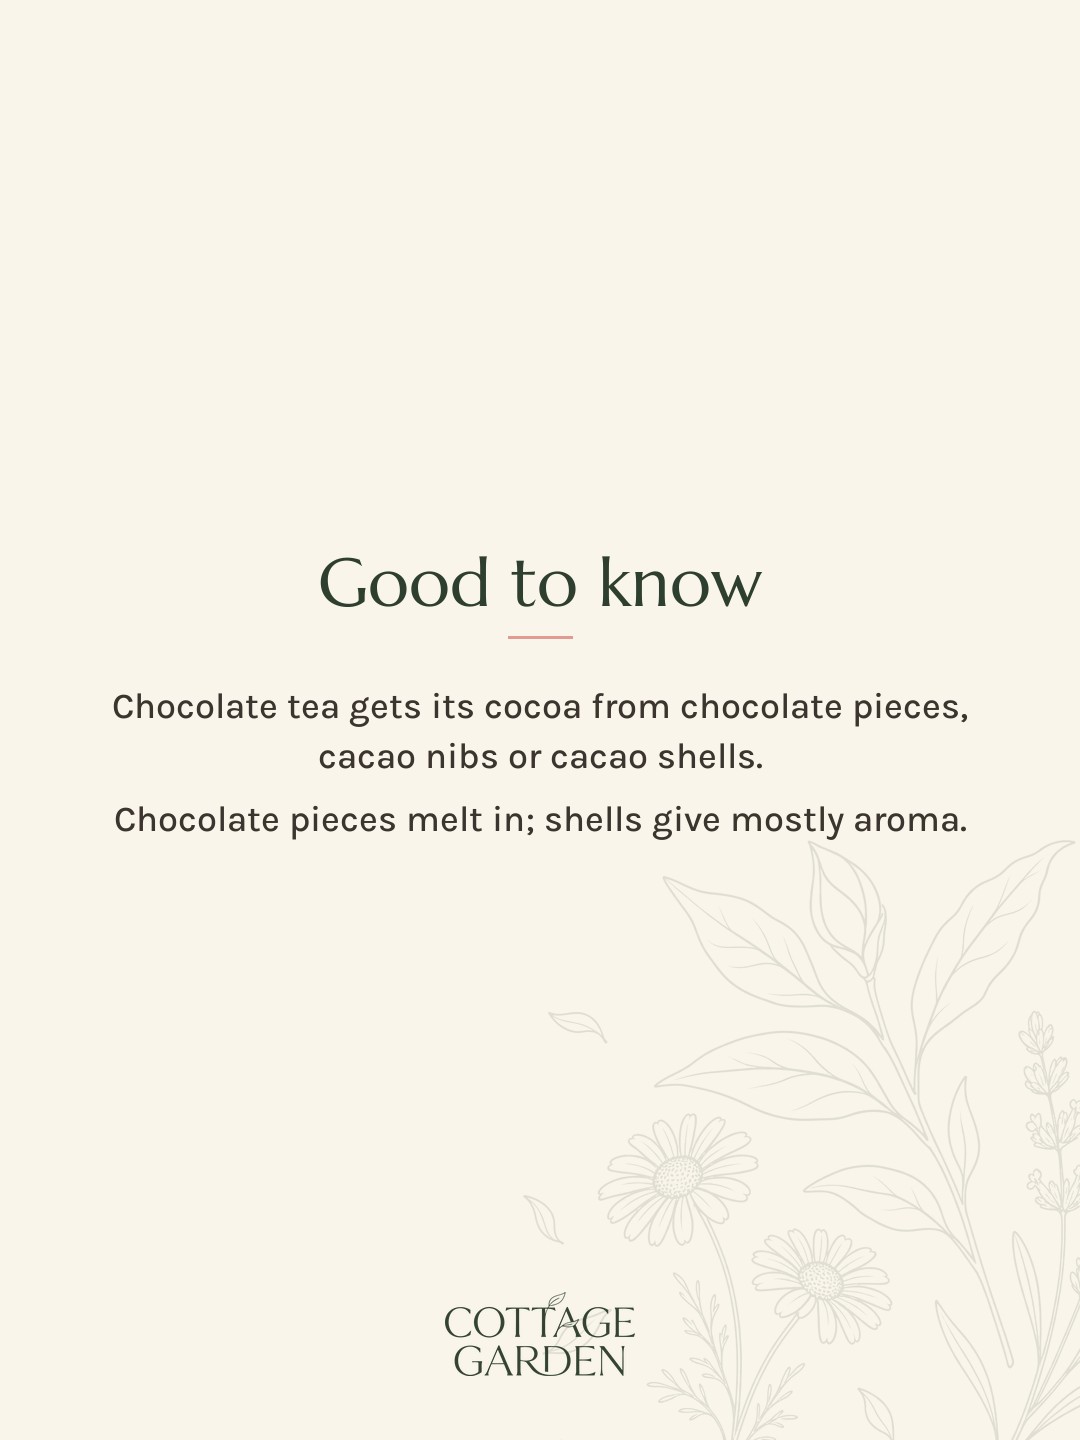 Good to know
Chocolate tea gets its cocoa from chocolate pieces,
cacao nibs or cacao shells.
Chocolate pieces melt in; shells give mostly aroma.
COTTAGE
GARDEN